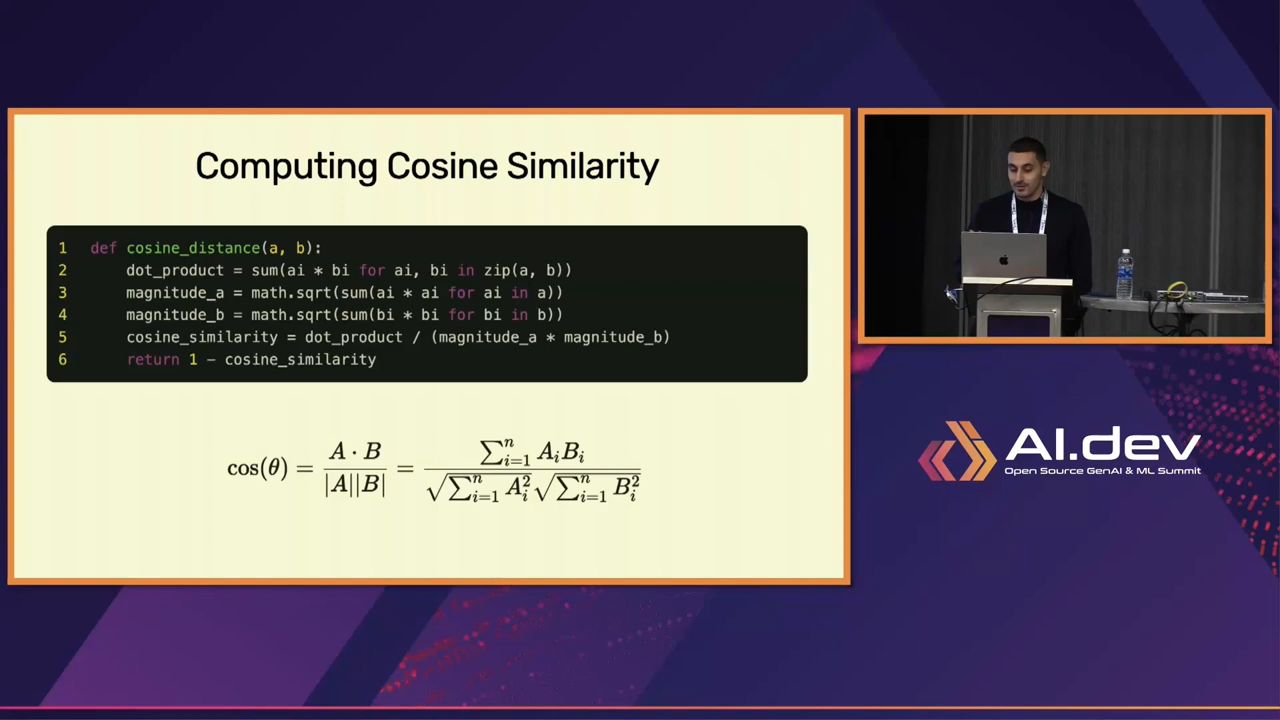 Computing Cosine Similarity
1 def cosine_distance(a, b):
2 dot_product = sum(ai * bi for ai, bi in zip(a, b))
3 magnitude_a = math.sqrt(sum(ai * ai for ai in a))
4 magnitude_b = math.sqrt(sum(bi * bi for bi in b))
5 cosine_similarity = dot_product / (magnitude_a * magnitude_b)
6 return 1 - cosine_similarity
cos(θ) = A · B / |A||B| = ∑ⁿᵢ₌₁ AᵢBᵢ / √∑ⁿᵢ₌₁ Aᵢ² √∑ⁿᵢ₌₁ Bᵢ²
AI.dev
Open Source GenAI & ML Summit